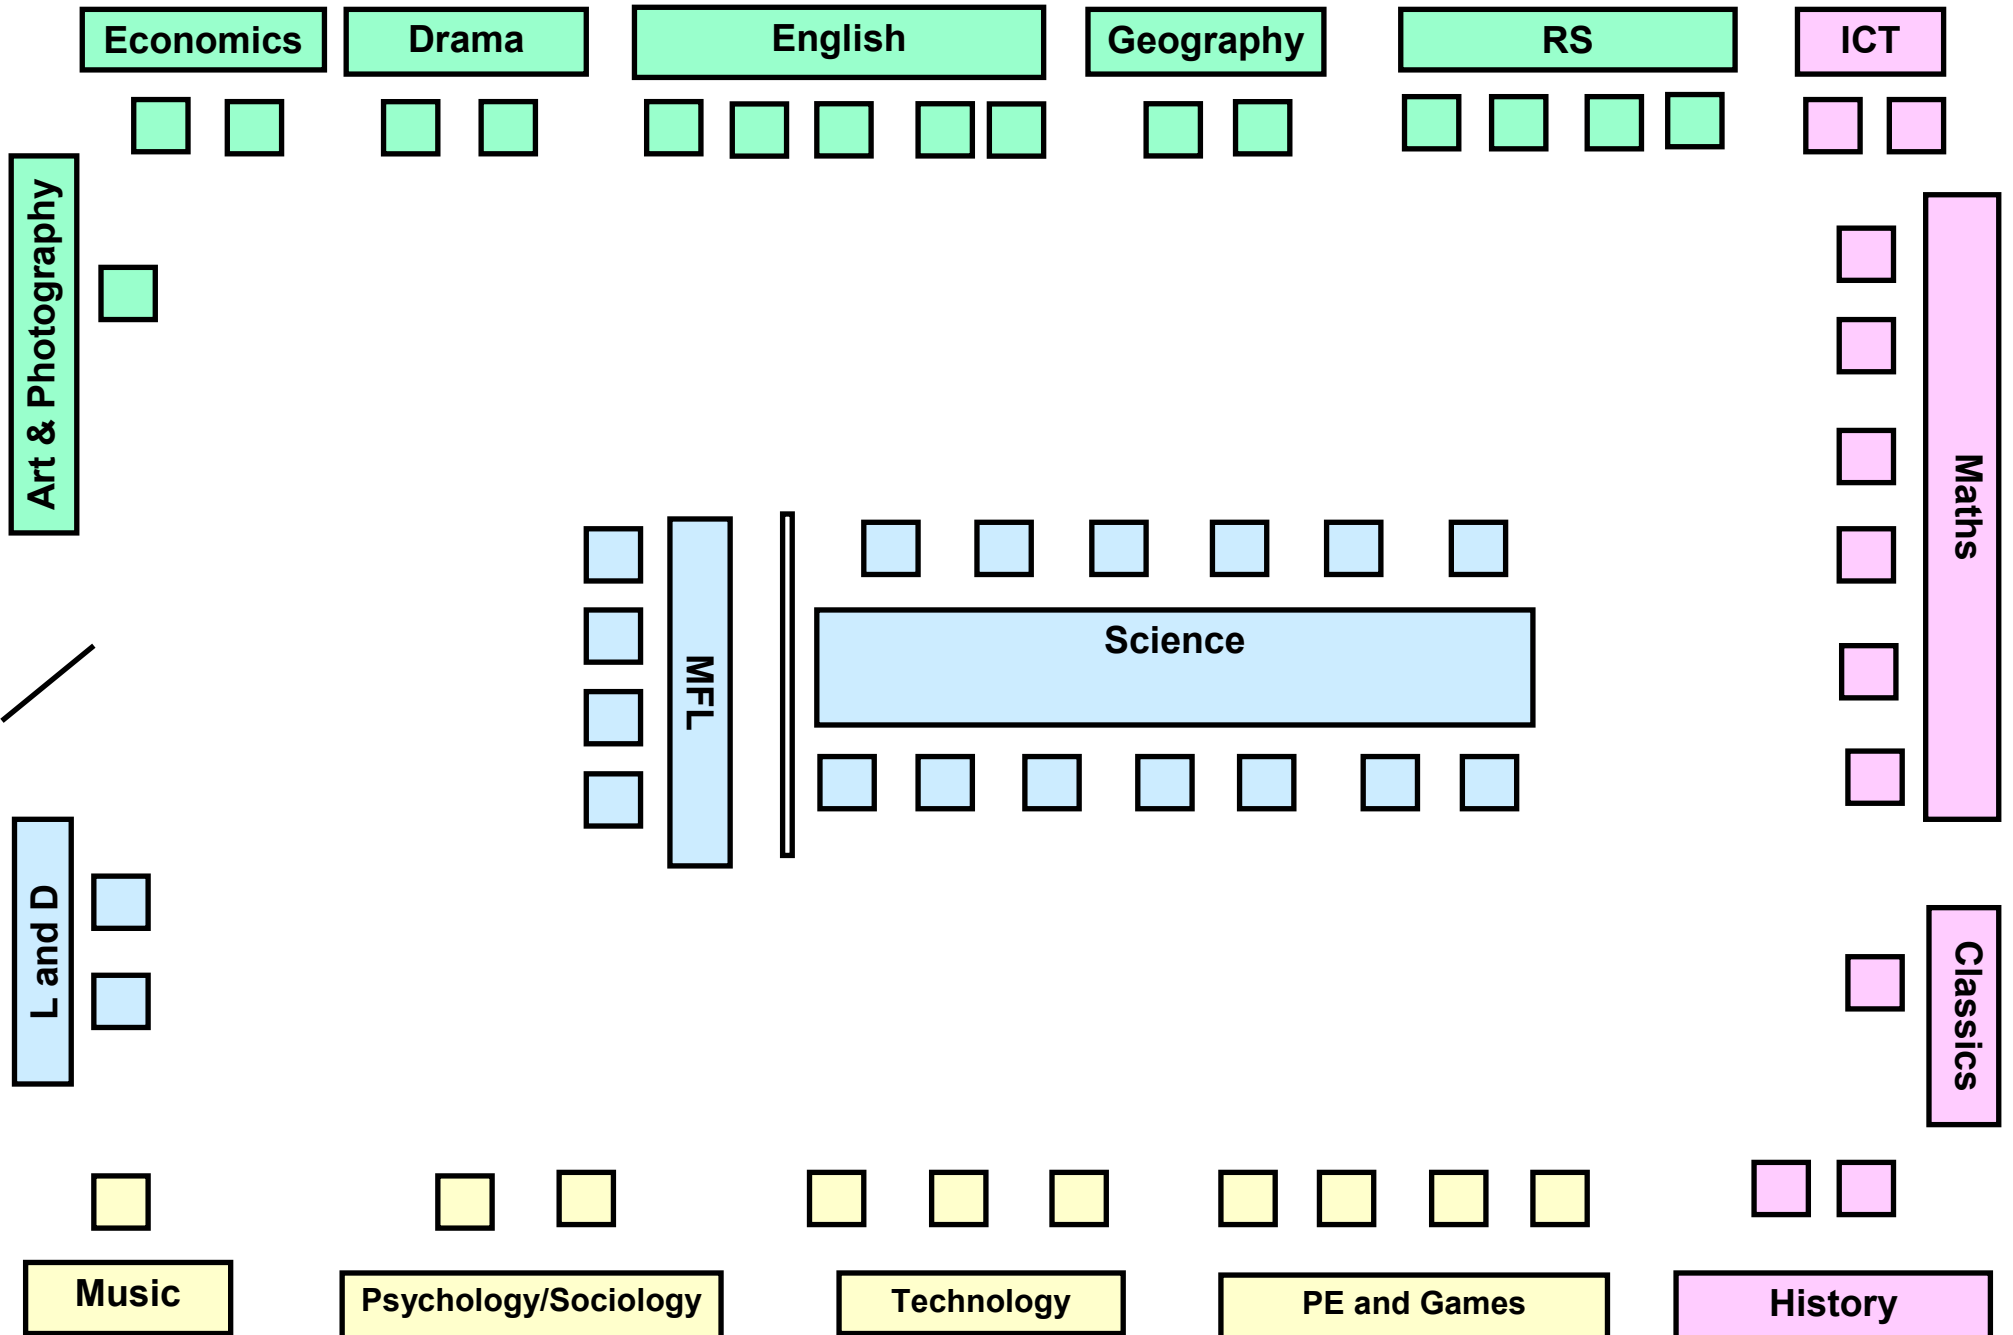 Economics
Drama
English
Geography
RS
ICT
Art & Photography
Maths
Science
MFL
L and D
Classics
Music
Psychology/Sociology
Technology
PE and Games
History